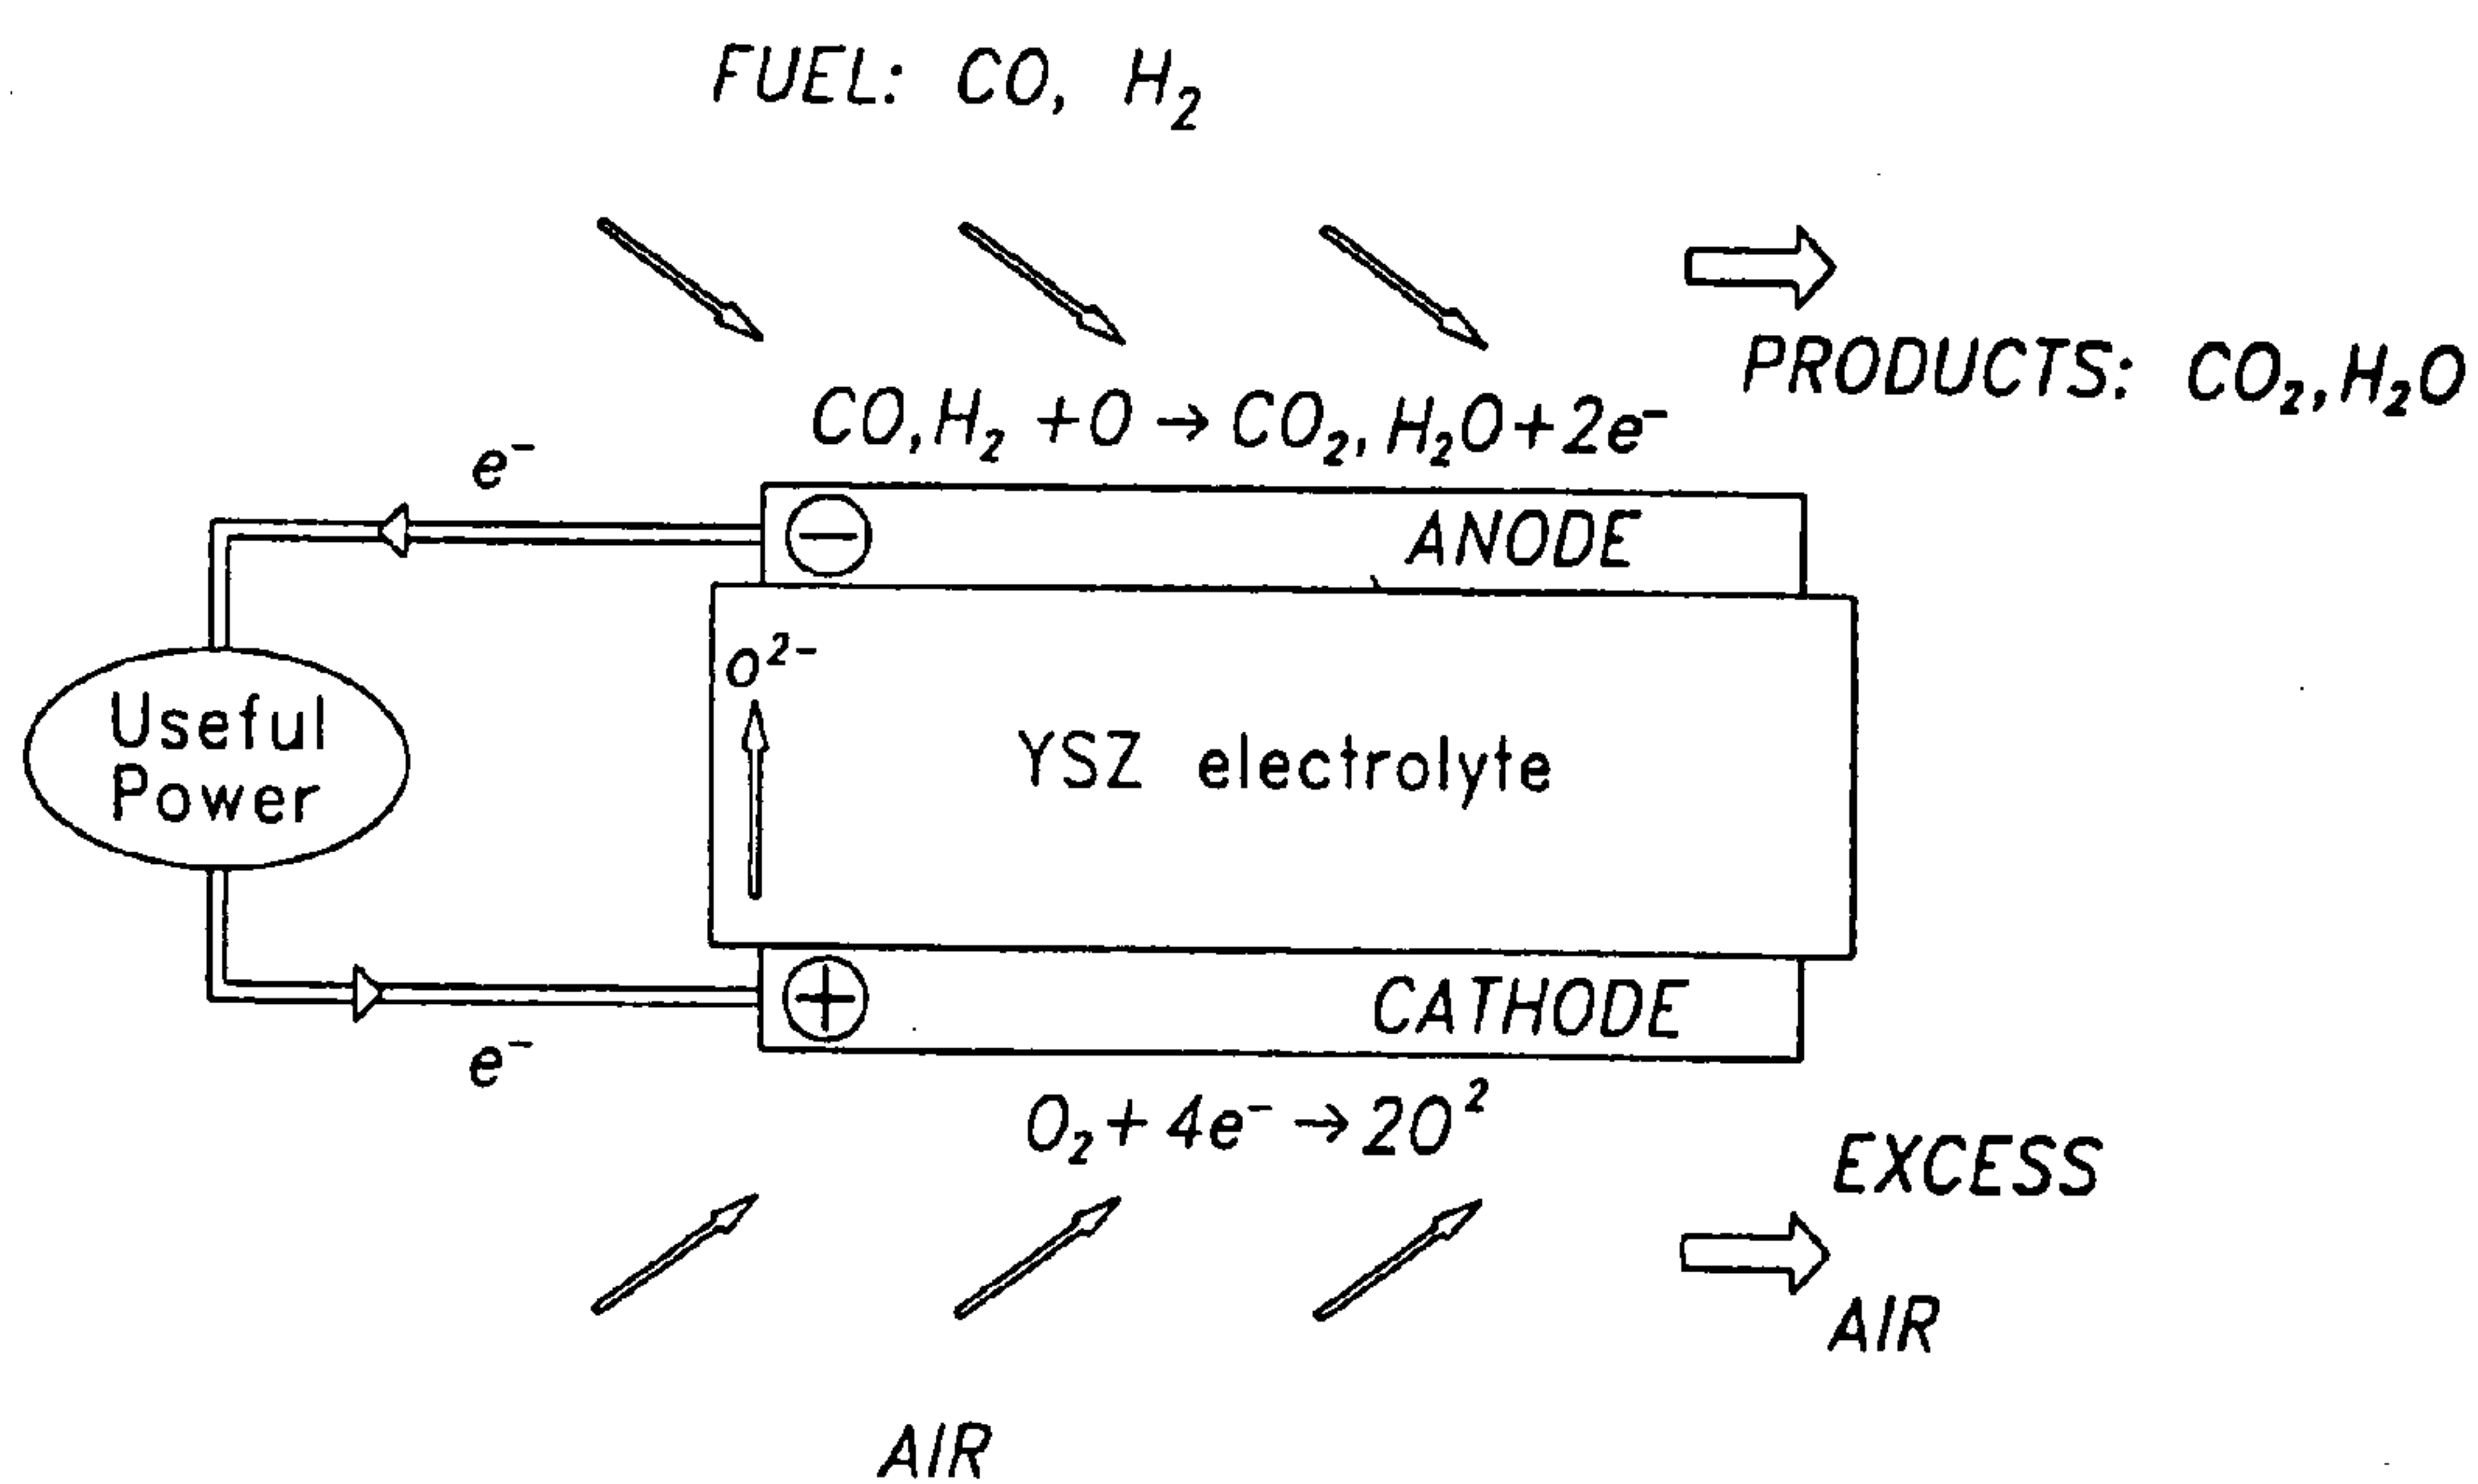 FUEL: CO, H₂
PRODUCTS: CO₂, H₂O
CO, H₂ + O → CO₂, H₂O + 2e⁻
e⁻
⊖ ANODE
O²⁻
Useful
Power
YSZ electrolyte
⊕ CATHODE
e⁻
O₂ + 4e⁻ → 2O²
EXCESS
AIR
AIR